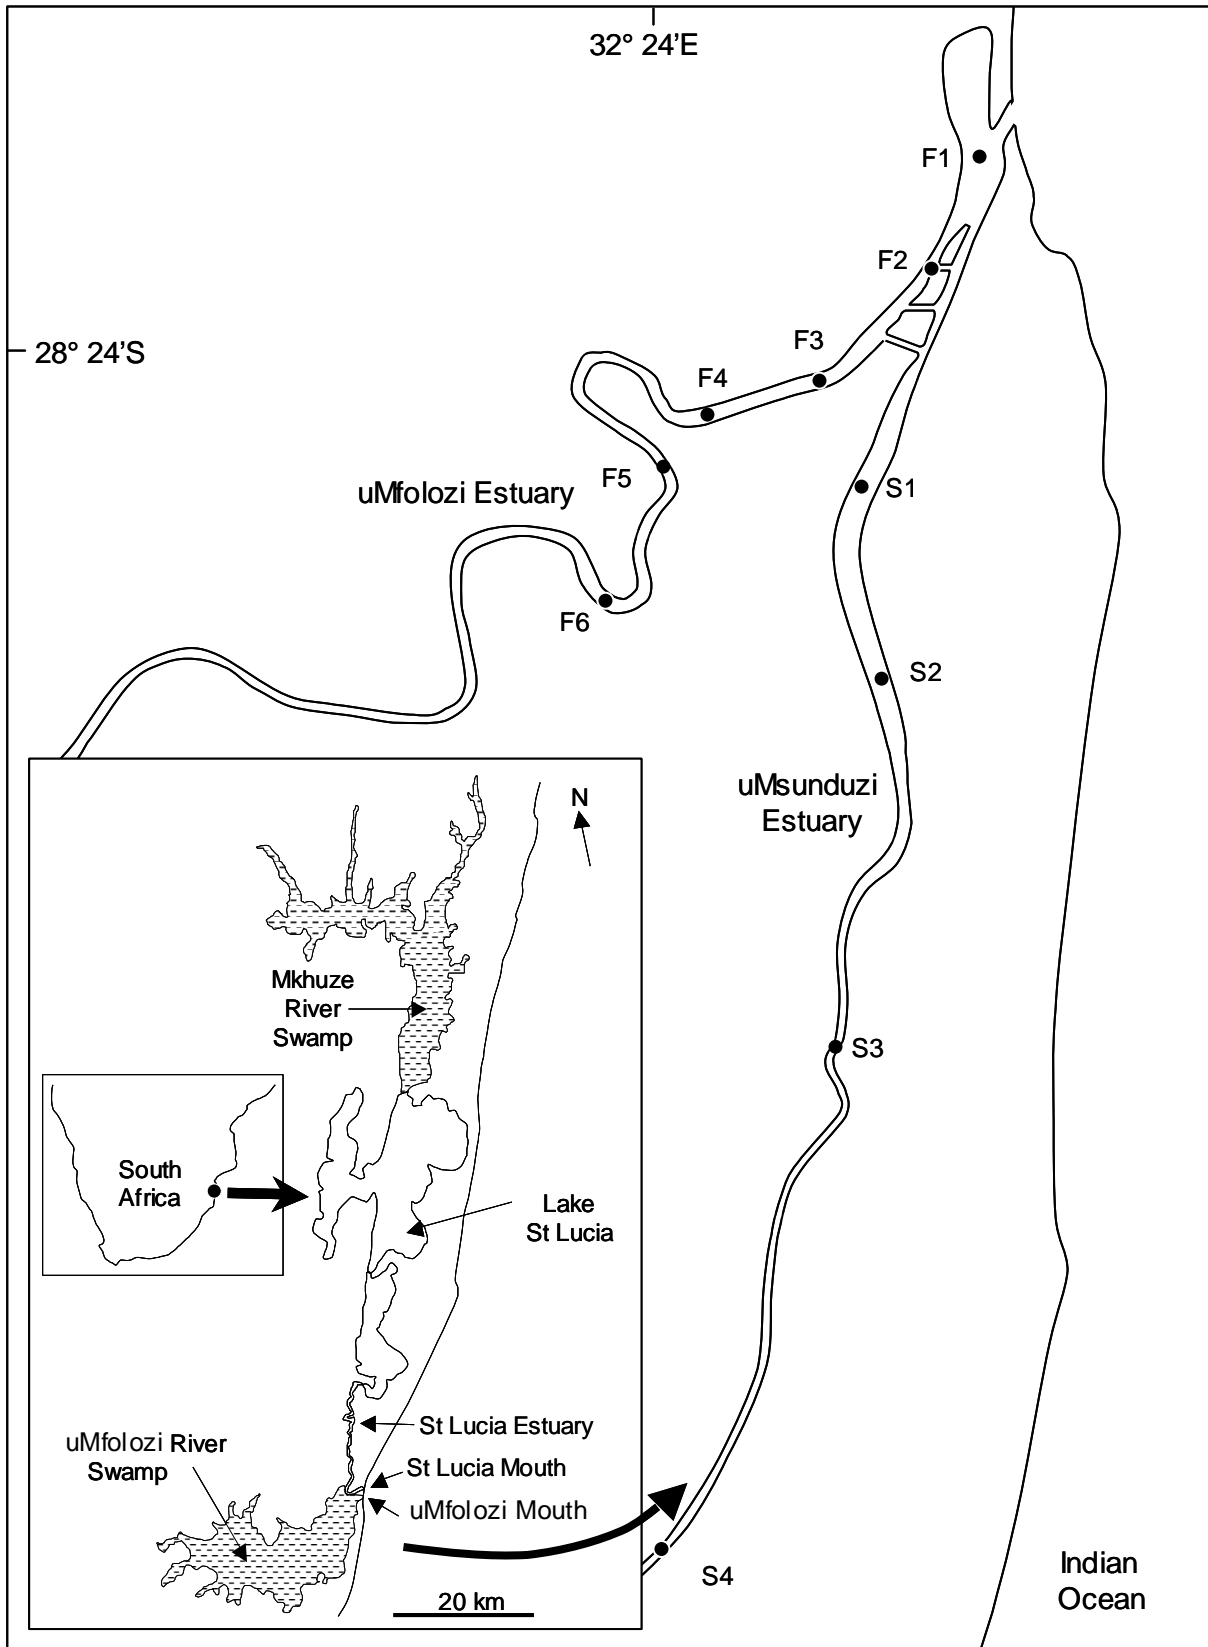 32° 24'E
F1
F2
28° 24'S
F3
F4
F5
uMfolozi Estuary
S1
F6
S2
uMsunduzi
Estuary
N
Mkhuze
River
Swamp
S3
South
Africa
Lake
St Lucia
St Lucia Estuary
uMfolozi River
Swamp
St Lucia Mouth
uMfolozi Mouth
S4
20 km
Indian
Ocean